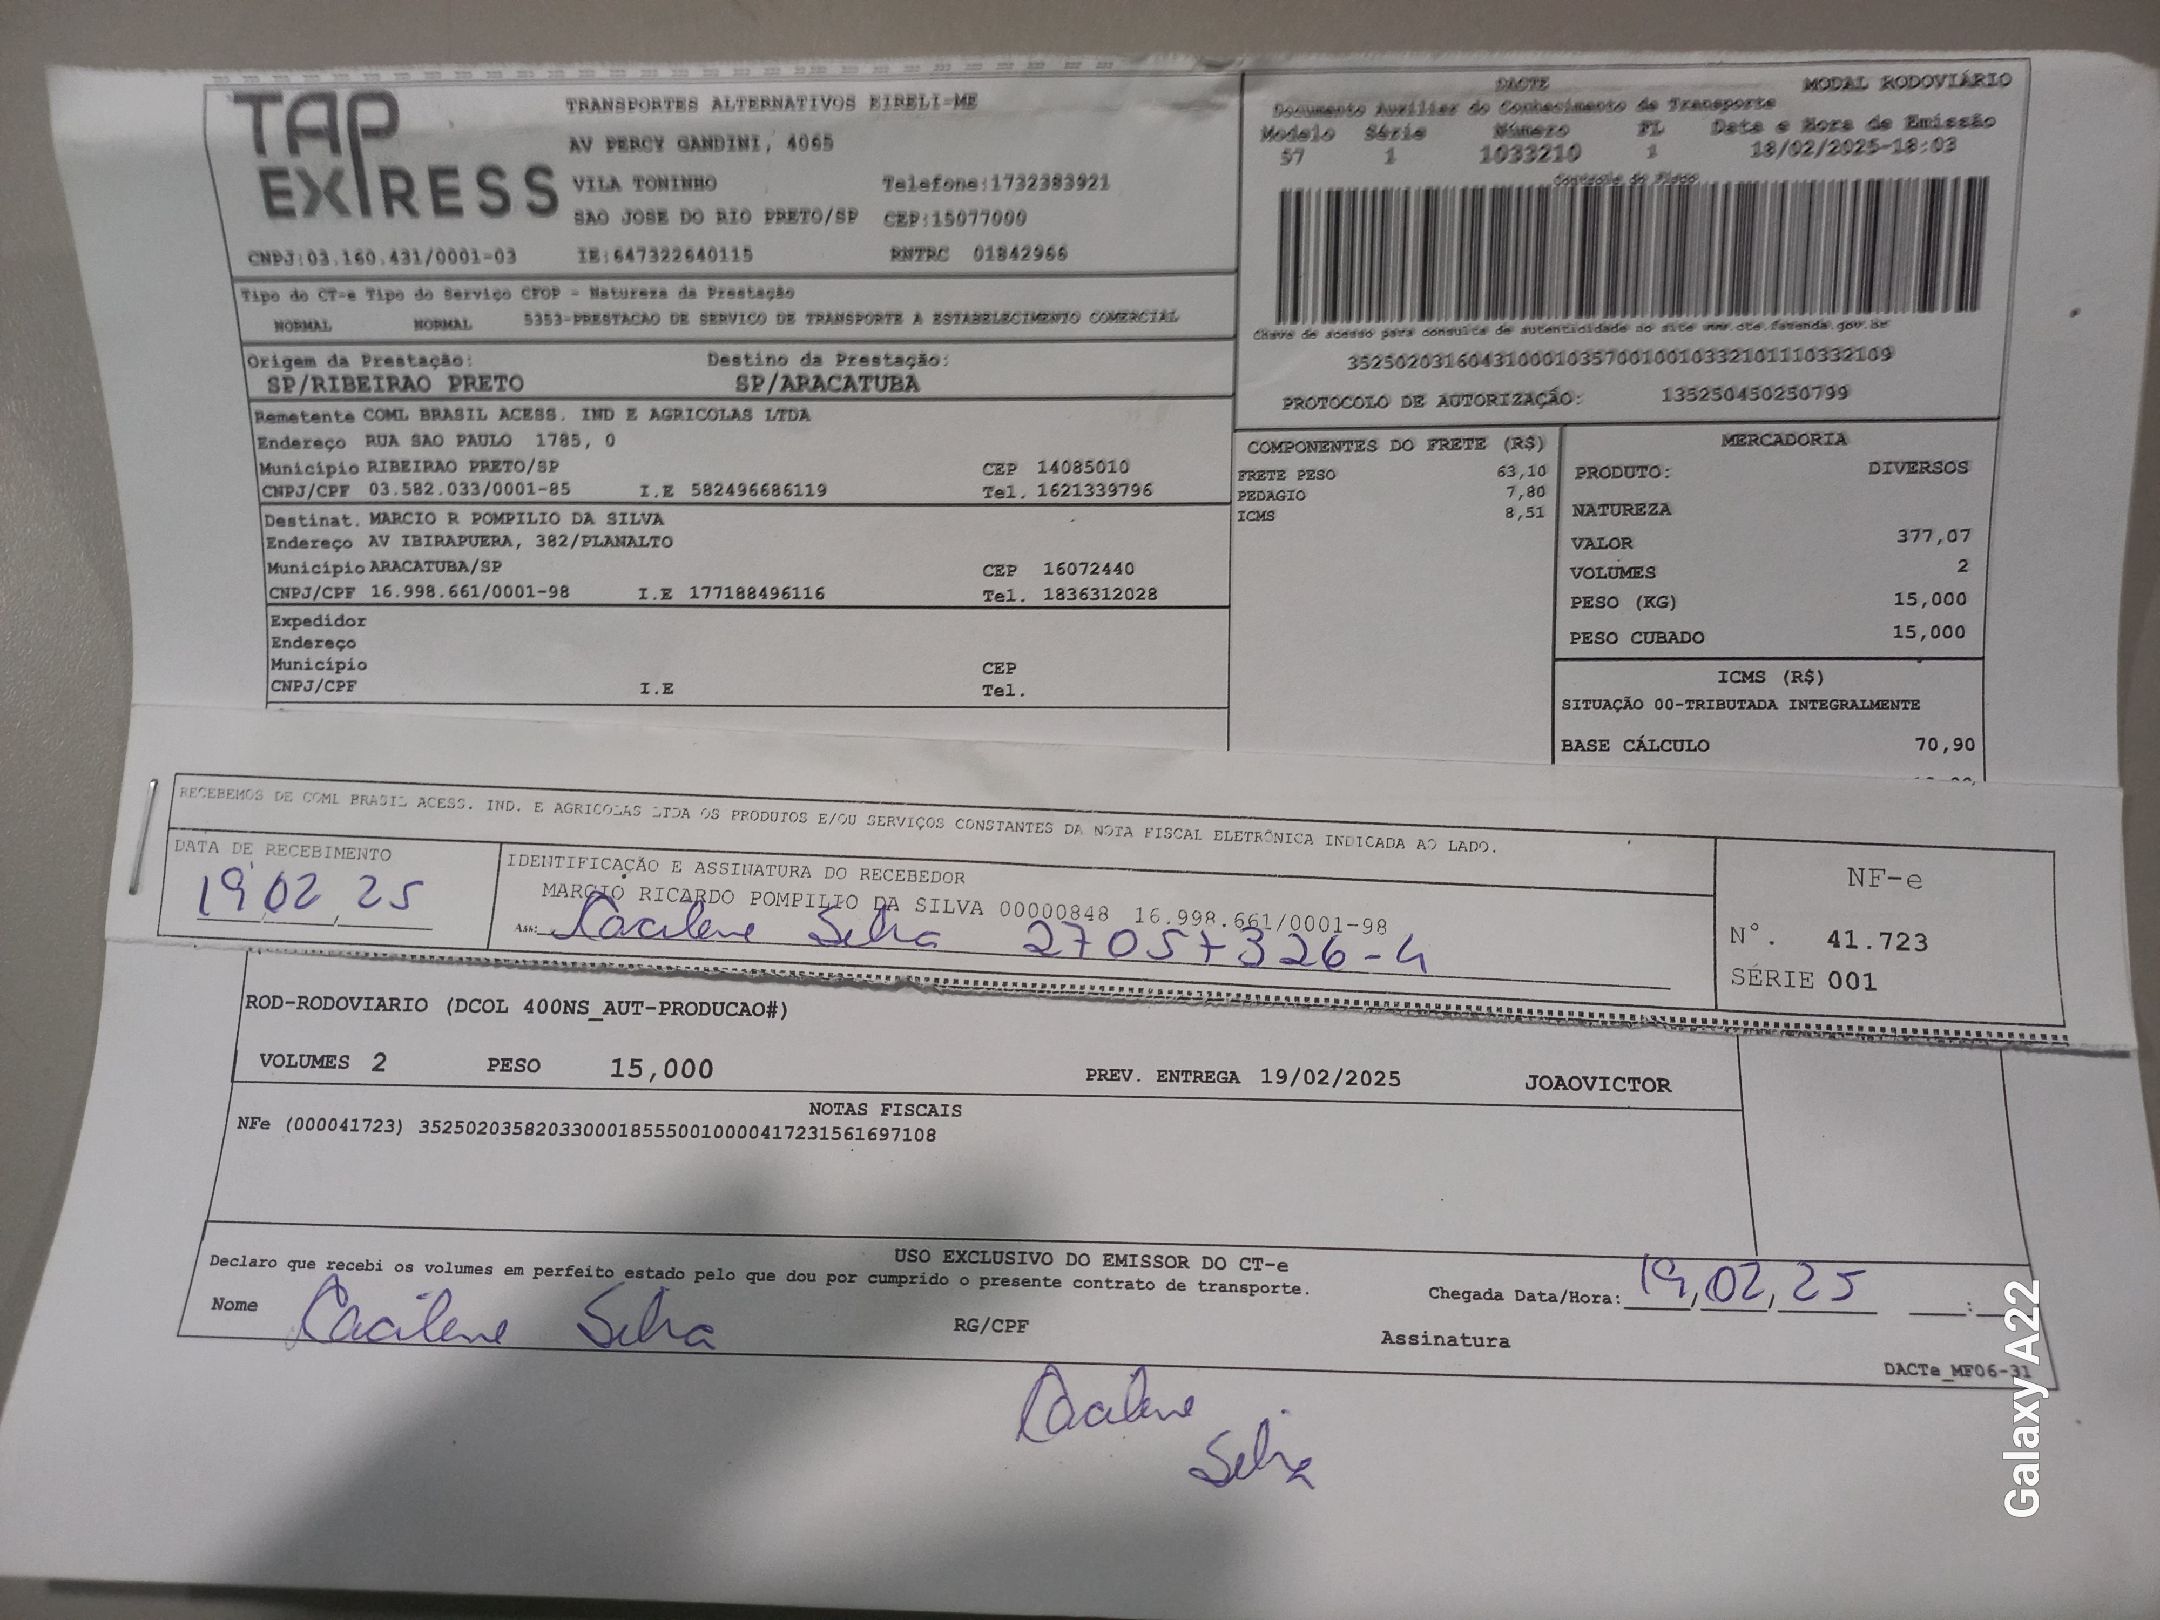 TAP EXPRESS
TRANSPORTES ALTERNATIVOS EIRELI-ME
AV PERCY GANDINI, 4065
VILA TONINHO Telefone:1732383921
SAO JOSE DO RIO PRETO/SP CEP:15077000
CNPJ:03.160.431/0001-03 IE:647322640115 RNTRC 01842966
DACTE MODAL RODOVIÁRIO
Documento Auxiliar do Conhecimento de Transporte
Modelo Série Número FL Data e Hora de Emissão
57 1 1033210 1 18/02/2025-18:03
Controle do Fisco
Chave de acesso para consulta de autenticidade no site www.cte.fazenda.gov.br
35250203160431000103570010010332101110332109
PROTOCOLO DE AUTORIZAÇÃO: 135250450250799
Tipo do CT-e Tipo do Serviço CFOP - Natureza da Prestação
NORMAL NORMAL 5353-PRESTACAO DE SERVICO DE TRANSPORTE A ESTABELECIMENTO COMERCIAL
Origem da Prestação: Destino da Prestação:
SP/RIBEIRAO PRETO SP/ARACATUBA
Remetente COML BRASIL ACESS. IND E AGRICOLAS LTDA
Endereço RUA SAO PAULO 1785, 0
Município RIBEIRAO PRETO/SP CEP 14085010
CNPJ/CPF 03.582.033/0001-85 I.E 582496686119 Tel. 1621339796
Destinat. MARCIO R POMPILIO DA SILVA
Endereço AV IBIRAPUERA, 382/PLANALTO
Município ARACATUBA/SP CEP 16072440
CNPJ/CPF 16.998.661/0001-98 I.E 177188496116 Tel. 1836312028
Expedidor
Endereço
Município CEP
CNPJ/CPF I.E Tel.
COMPONENTES DO FRETE (R$)
FRETE PESO 63,10
PEDAGIO 7,80
ICMS 8,51
MERCADORIA
PRODUTO: DIVERSOS
NATUREZA
VALOR 377,07
VOLUMES 2
PESO (KG) 15,000
PESO CUBADO 15,000
ICMS (R$)
SITUAÇÃO 00-TRIBUTADA INTEGRALMENTE
BASE CÁLCULO 70,90
RECEBEMOS DE COML BRASIL ACESS. IND. E AGRICOLAS LTDA OS PRODUTOS E/OU SERVIÇOS CONSTANTES DA NOTA FISCAL ELETRÔNICA INDICADA AO LADO.
DATA DE RECEBIMENTO
19 02 25
IDENTIFICAÇÃO E ASSINATURA DO RECEBEDOR
MARCIO RICARDO POMPILIO DA SILVA 00000848 16.998.661/0001-98
Ass: Cacilene Silva 27057326-4
NF-e
Nº. 41.723
SÉRIE 001
ROD-RODOVIARIO (DCOL 400NS_AUT-PRODUCAO#)
VOLUMES 2 PESO 15,000 PREV. ENTREGA 19/02/2025 JOAOVICTOR
NOTAS FISCAIS
NFe (000041723) 35250203582033000185550010000417231561697108
USO EXCLUSIVO DO EMISSOR DO CT-e
Declaro que recebi os volumes em perfeito estado pelo que dou por cumprido o presente contrato de transporte.
Chegada Data/Hora: 19,02,25 :
Nome Cacilene Silva RG/CPF Assinatura
DACTe_MF06-31
Cacilene
Silva
Galaxy A22